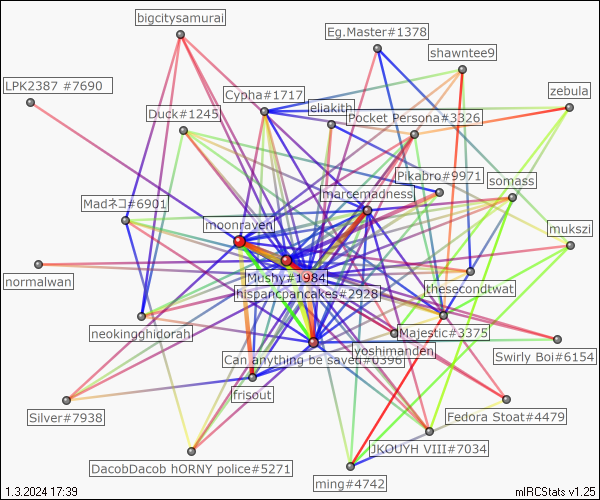 bigcitysamurai
Eg.Master#1378
shawntee9
LPK2387 #7690
Cypha#1717
zebula
Duck#1245
eliakith
Pocket Persona#3326
Pikabro#9971
marcemadness
somass
Madネコ#6901
moonraven
mukszi
normalwan
Mushy#1984
thesecondtwat
hispancpancakes#2928
neokingghidorah
Majestic#3375
Can anything be saved#0396
yoshimanden
Swirly Boi#6154
frisout
Silver#7938
Fedora Stoat#4479
JKOUYH VIII#7034
DacobDacob hORNY police#5271
ming#4742
1.3.2024 17:39
mIRCStats v1.25